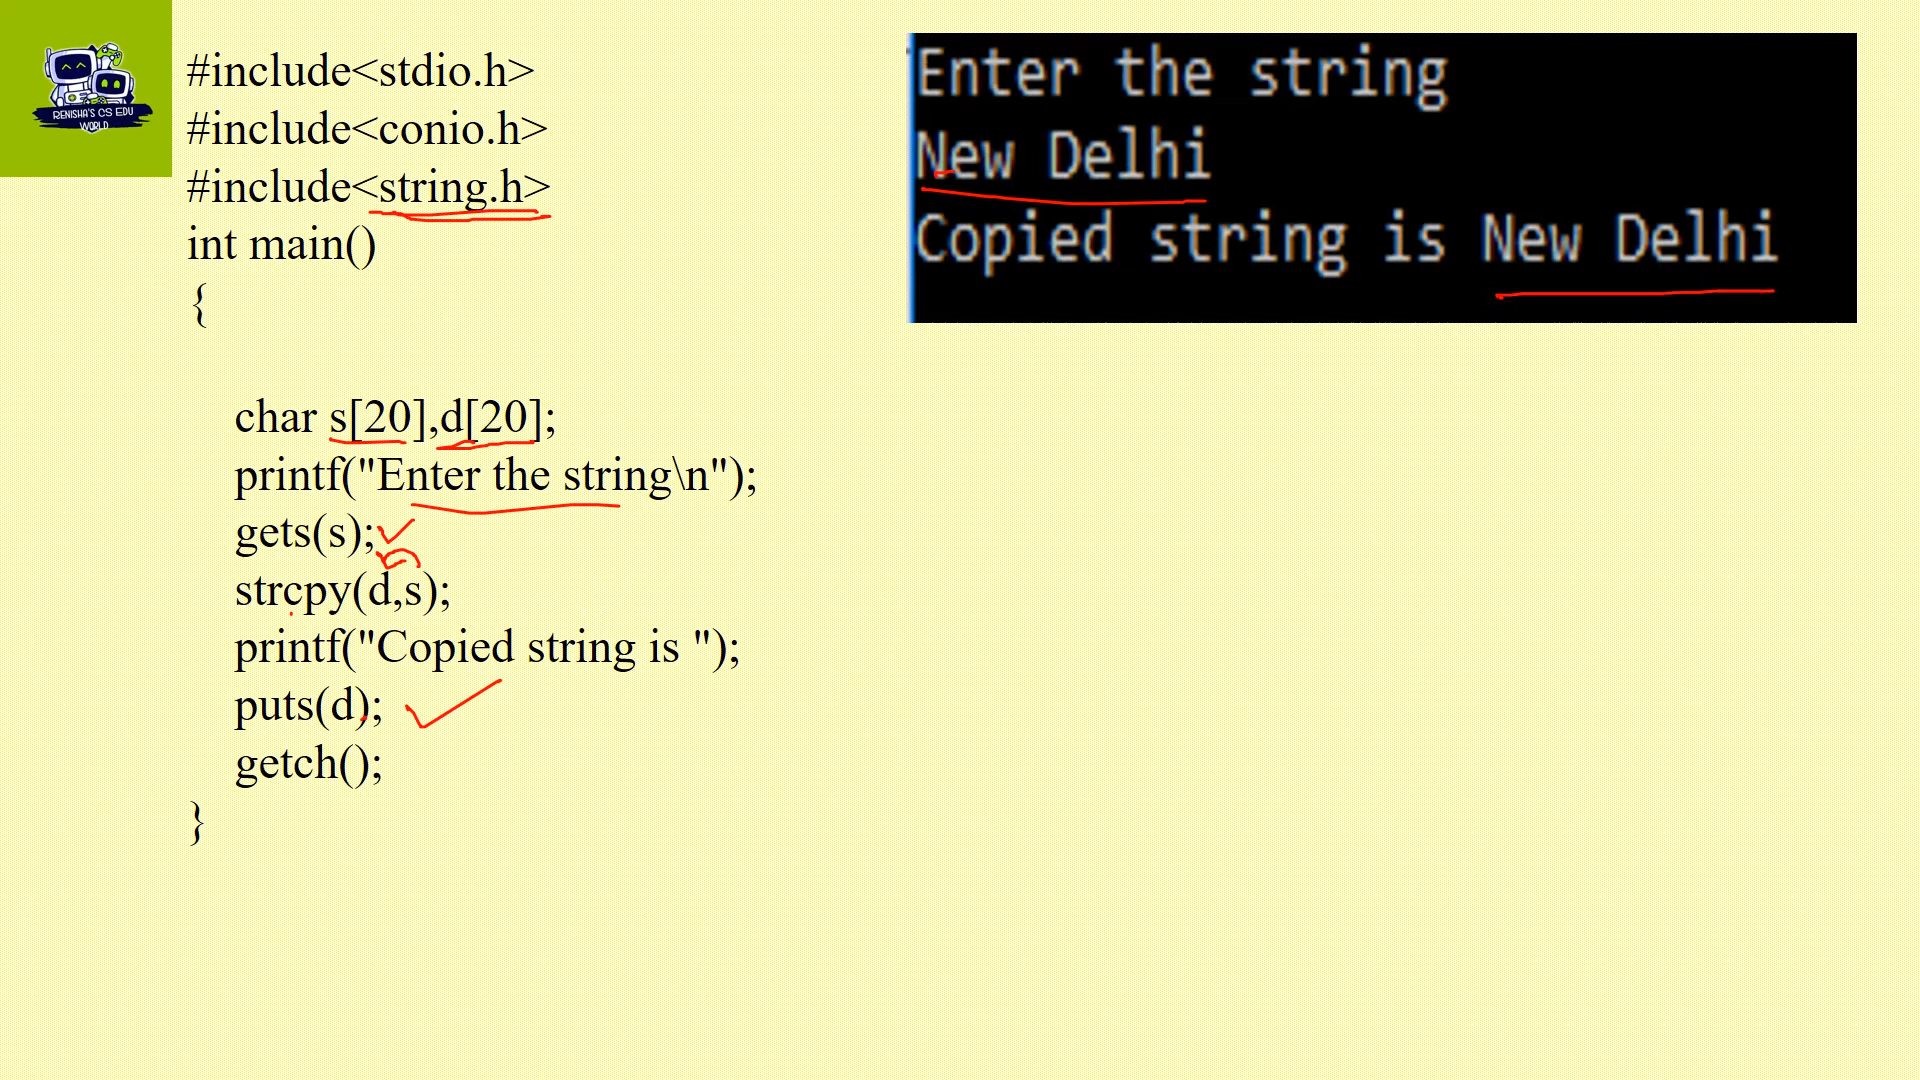 RENISHA'S CS EDU
WORLD
#include<stdio.h>
#include<conio.h>
#include<string.h>
int main()
{
char s[20],d[20];
printf("Enter the string\n");
gets(s);
strcpy(d,s);
printf("Copied string is ");
puts(d);
getch();
}
Enter the string
New Delhi
Copied string is New Delhi